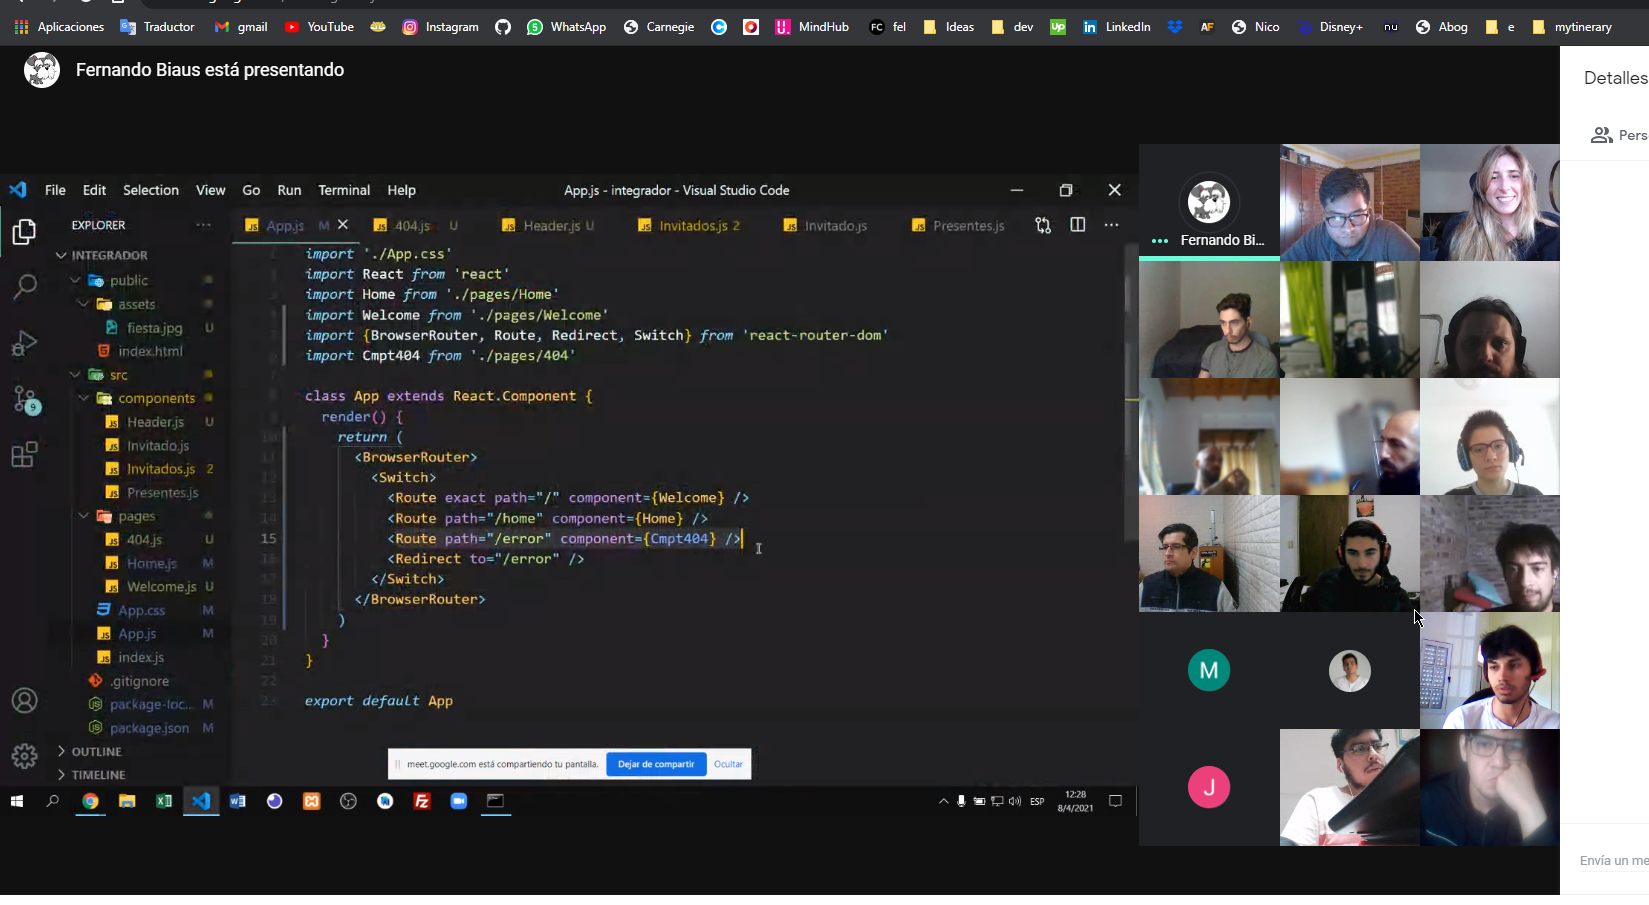 Aplicaciones Traductor gmail YouTube Instagram WhatsApp Carnegie MindHub FC fel Ideas dev Up LinkedIn AF Nico Disney+ nu Abog e mytinerary
Fernando Biaus está presentando
Detalles
Pers
File Edit Selection View Go Run Terminal Help
App.js - integrador - Visual Studio Code
EXPLORER
App.js M
404.js U
Header.js U
Invitados.js 2
Invitado.js
Presentes.js
INTEGRADOR
public
assets
fiesta.jpg U
index.html
src
components
Header.js U
Invitado.js
Invitados.js 2
Presentes.js
pages
404.js U
Home.js M
Welcome.js U
App.css M
App.js M
index.js
.gitignore
package-loc... M
package.json M
OUTLINE
TIMELINE
9
import './App.css'
import React from 'react'
import Home from './pages/Home'
import Welcome from './pages/Welcome'
import {BrowserRouter, Route, Redirect, Switch} from 'react-router-dom'
import Cmpt404 from './pages/404'
class App extends React.Component {
render() {
return (
<BrowserRouter>
<Switch>
<Route exact path="/" component={Welcome} />
<Route path="/home" component={Home} />
15 <Route path="/error" component={Cmpt404} />
<Redirect to="/error" />
</Switch>
</BrowserRouter>
19 )
20 }
21 }
22
23 export default App
meet.google.com está compartiendo tu pantalla. Dejar de compartir Ocultar
ESP
12:28
8/4/2021
Fernando Bi...
M
J
Envía un me